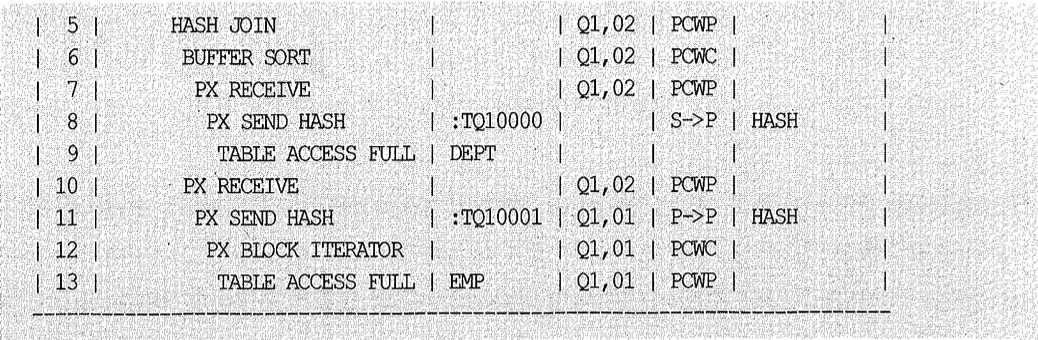 |  5 |       HASH JOIN              |          | Q1,02 | PCWP |            |
|  6 |        BUFFER SORT           |          | Q1,02 | PCWC |            |
|  7 |         PX RECEIVE           |          | Q1,02 | PCWP |            |
|  8 |          PX SEND HASH        | :TQ10000 |       | S->P | HASH       |
|  9 |           TABLE ACCESS FULL  | DEPT     |       |      |            |
| 10 |        PX RECEIVE            |          | Q1,02 | PCWP |            |
| 11 |         PX SEND HASH         | :TQ10001 | Q1,01 | P->P | HASH       |
| 12 |          PX BLOCK ITERATOR   |          | Q1,01 | PCWC |            |
| 13 |           TABLE ACCESS FULL  | EMP      | Q1,01 | PCWP |            |